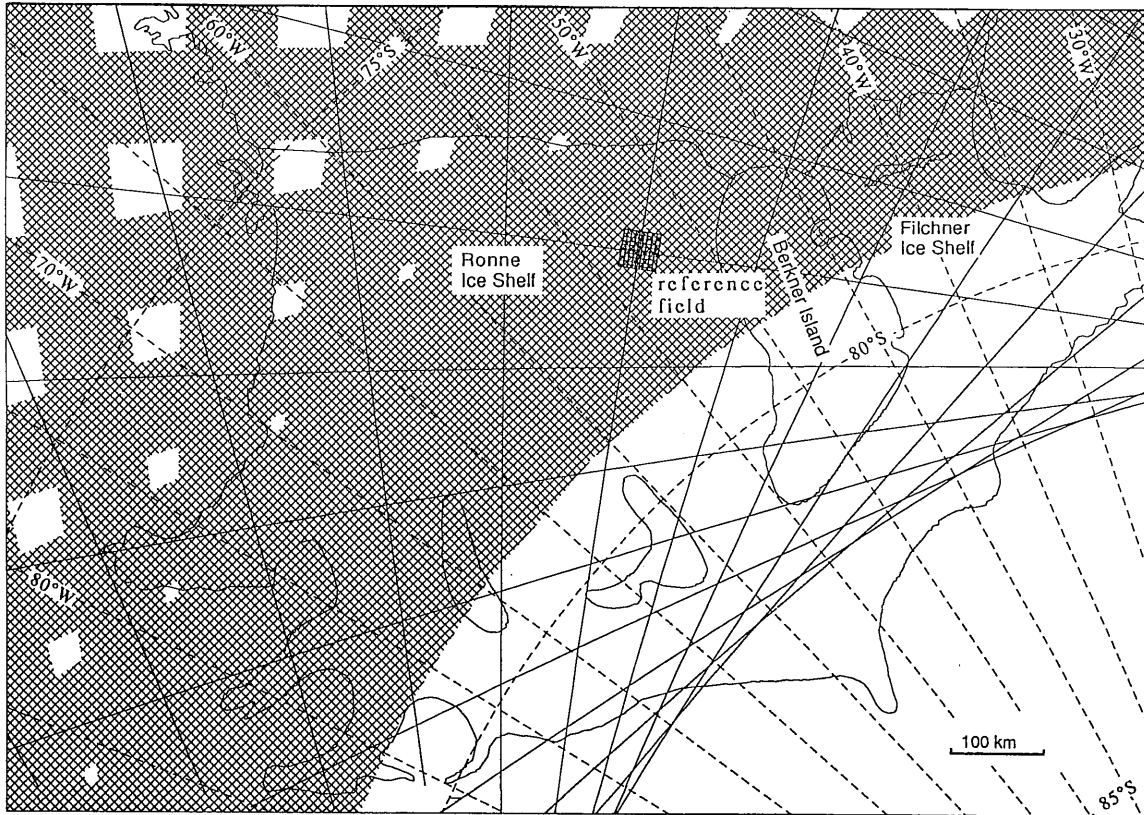 60°W
75°S
50°W
40°W
30°W
70°W
Ronne
Ice Shelf
reference
field
Berkner Island
Filchner
Ice Shelf
80°S
80°W
100 km
85°S